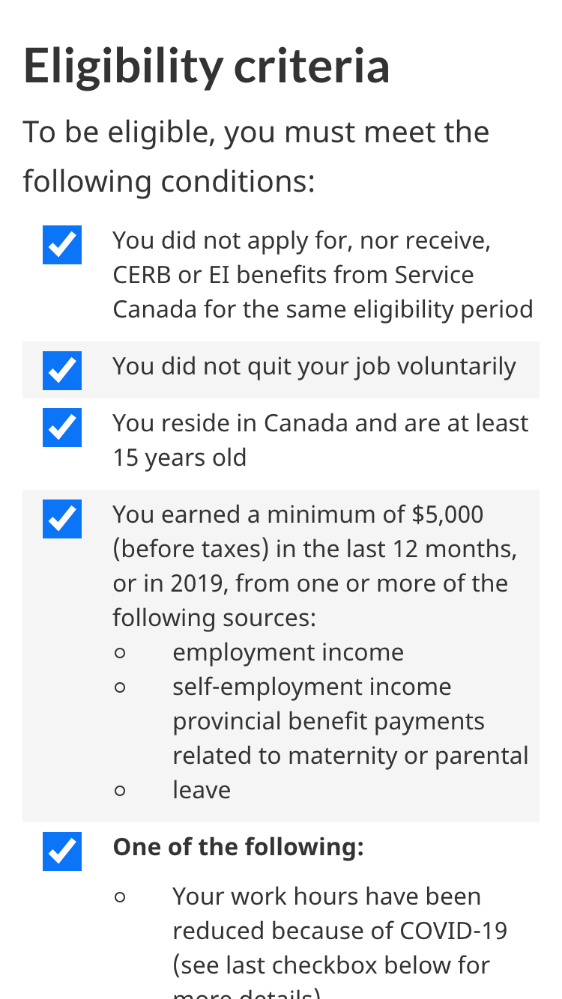 Eligibility criteria
To be eligible, you must meet the
following conditions:
You did not apply for, nor receive,
CERB or EI benefits from Service
Canada for the same eligibility period
You did not quit your job voluntarily
You reside in Canada and are at least
15 years old
You earned a minimum of $5,000
(before taxes) in the last 12 months,
or in 2019, from one or more of the
following sources:
employment income
self-employment income
provincial benefit payments
related to maternity or parental
leave
One of the following:
Your work hours have been
reduced because of COVID-19
(see last checkbox below for
more details)